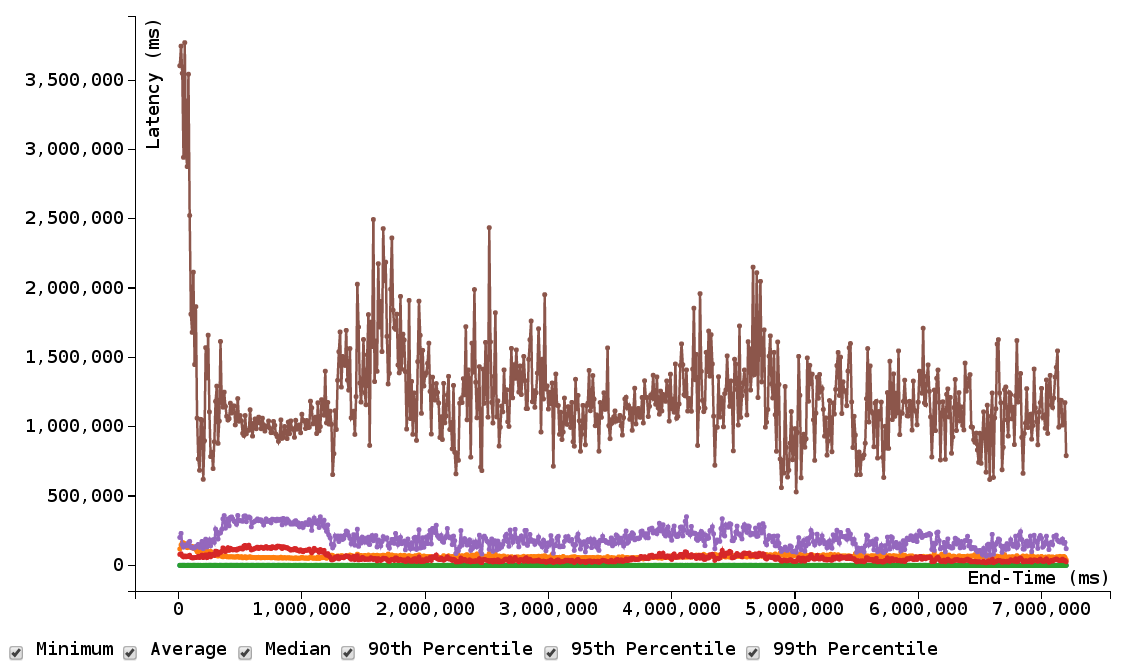 Latency (ms)
3,500,000
3,000,000
2,500,000
2,000,000
1,500,000
1,000,000
500,000
0
End-Time (ms)
0 1,000,000 2,000,000 3,000,000 4,000,000 5,000,000 6,000,000 7,000,000
Minimum Average Median 90th Percentile 95th Percentile 99th Percentile